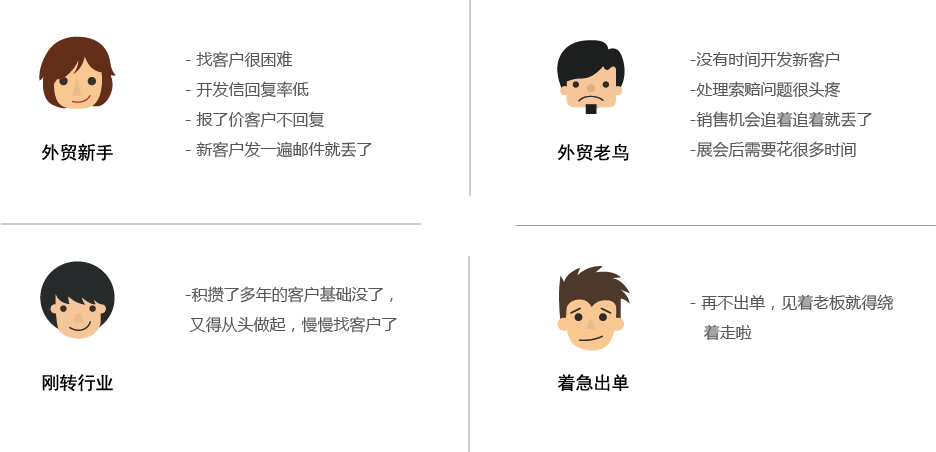 - 找客户很困难
- 开发信回复率低
- 报了价客户不回复
- 新客户发一遍邮件就丢了
外贸新手
-没有时间开发新客户
-处理索赔问题很头疼
-销售机会追着追着就丢了
-展会后需要花很多时间
外贸老鸟
-积攒了多年的客户基础没了，
又得从头做起，慢慢找客户了
刚转行业
- 再不出单，见着老板就得绕
着走啦
着急出单